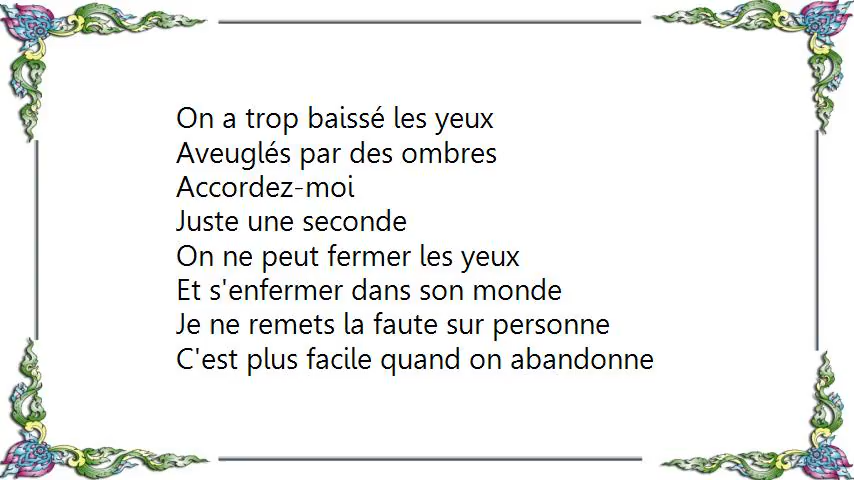 On a trop baissé les yeux
Aveuglés par des ombres
Accordez-moi
Juste une seconde
On ne peut fermer les yeux
Et s'enfermer dans son monde
Je ne remets la faute sur personne
C'est plus facile quand on abandonne